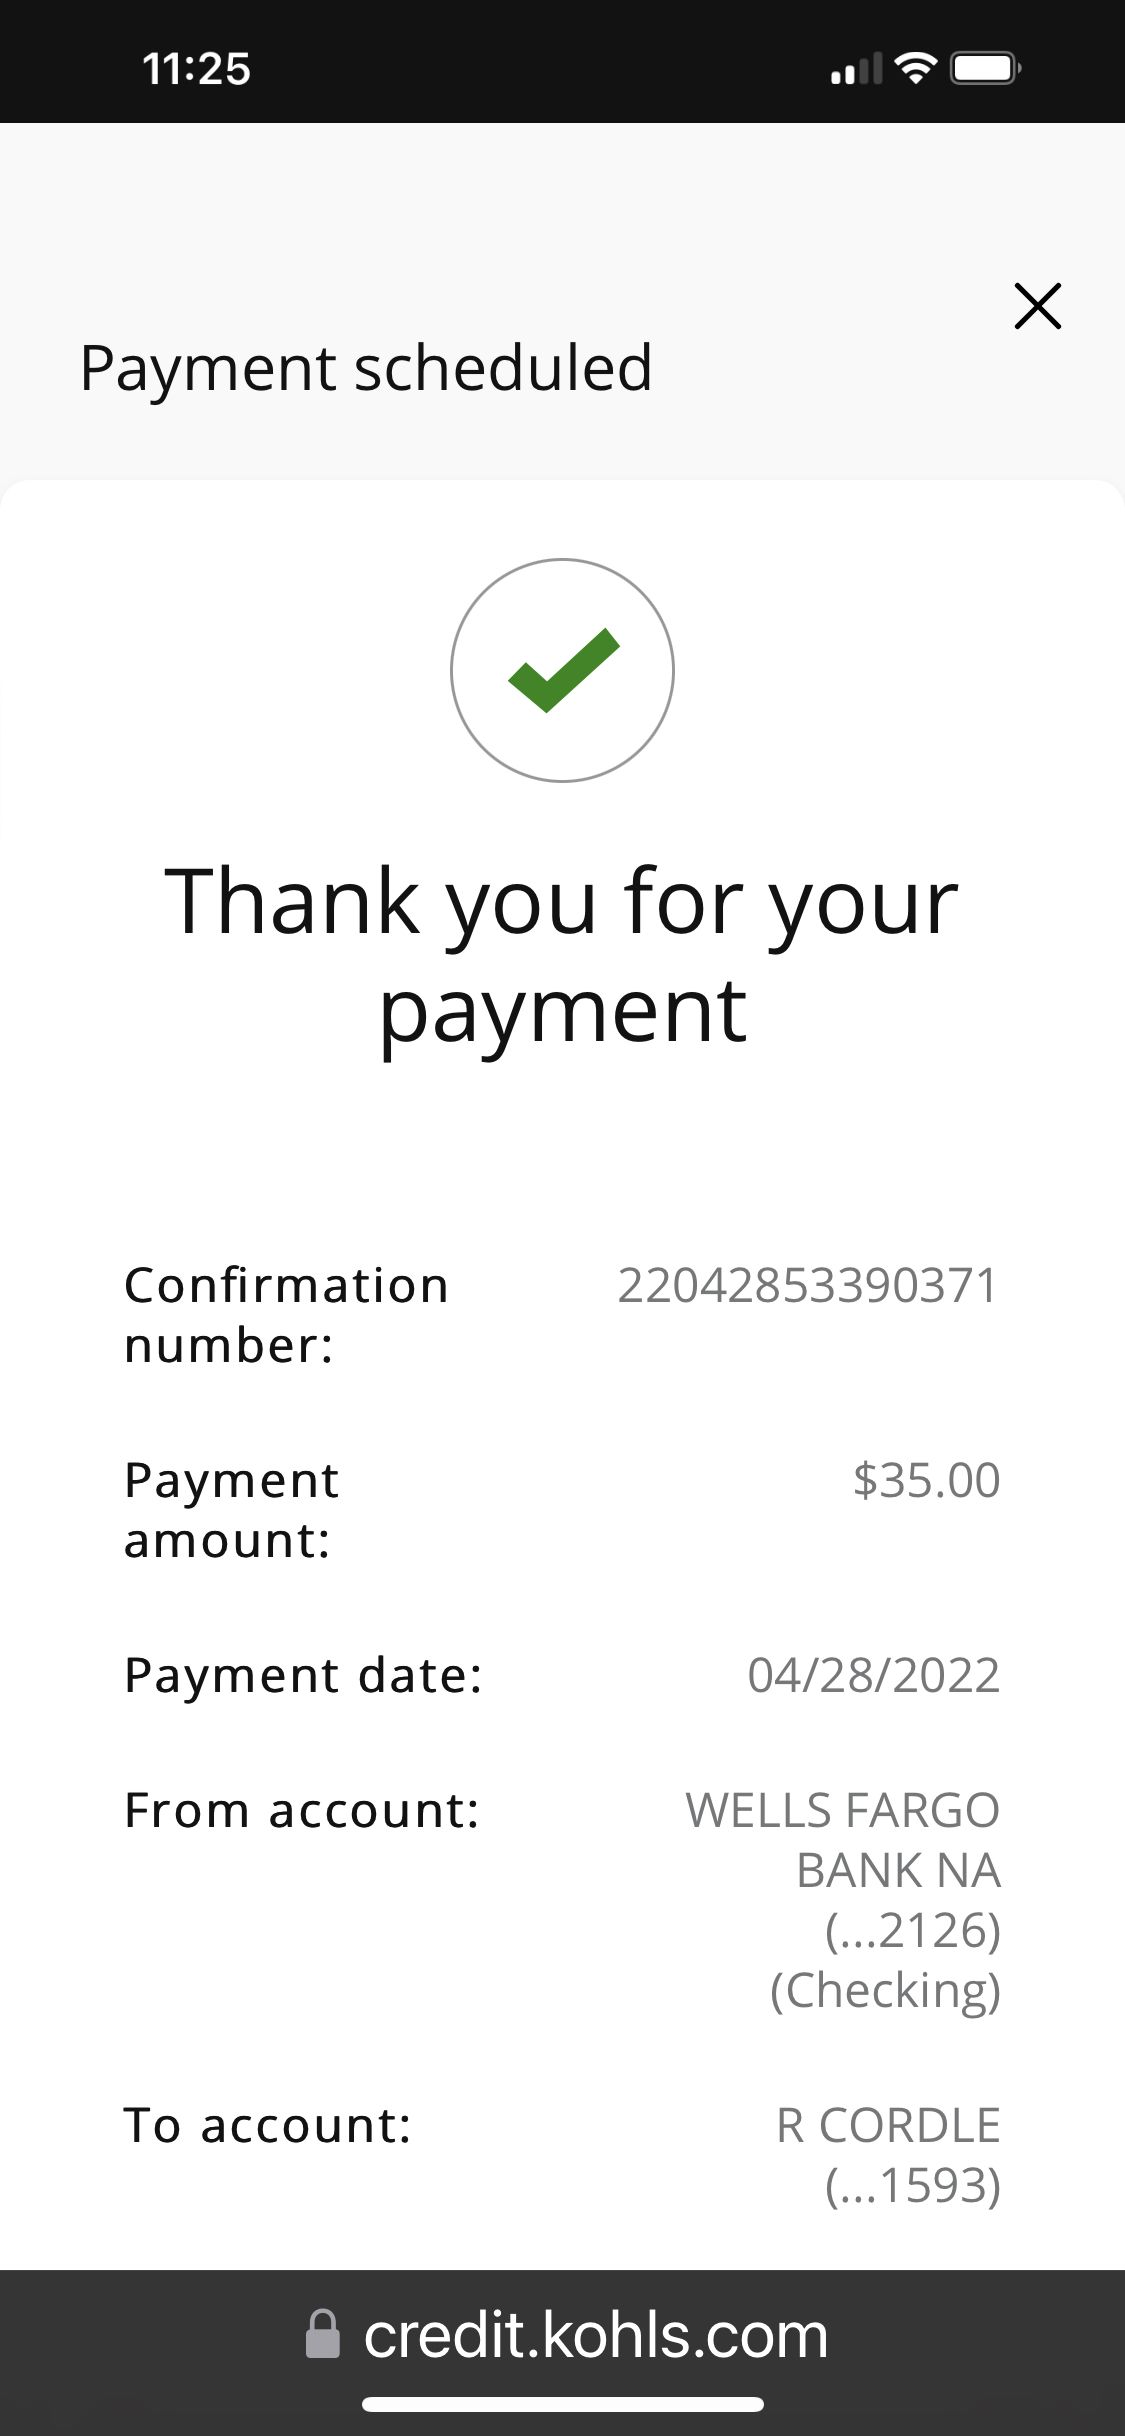 11:25
Payment scheduled
Thank you for your
payment
Confirmation number: 22042853390371
Payment amount: $35.00
Payment date: 04/28/2022
From account: WELLS FARGO
BANK NA
(...2126)
(Checking)
To account: R CORDLE
(...1593)
credit.kohls.com